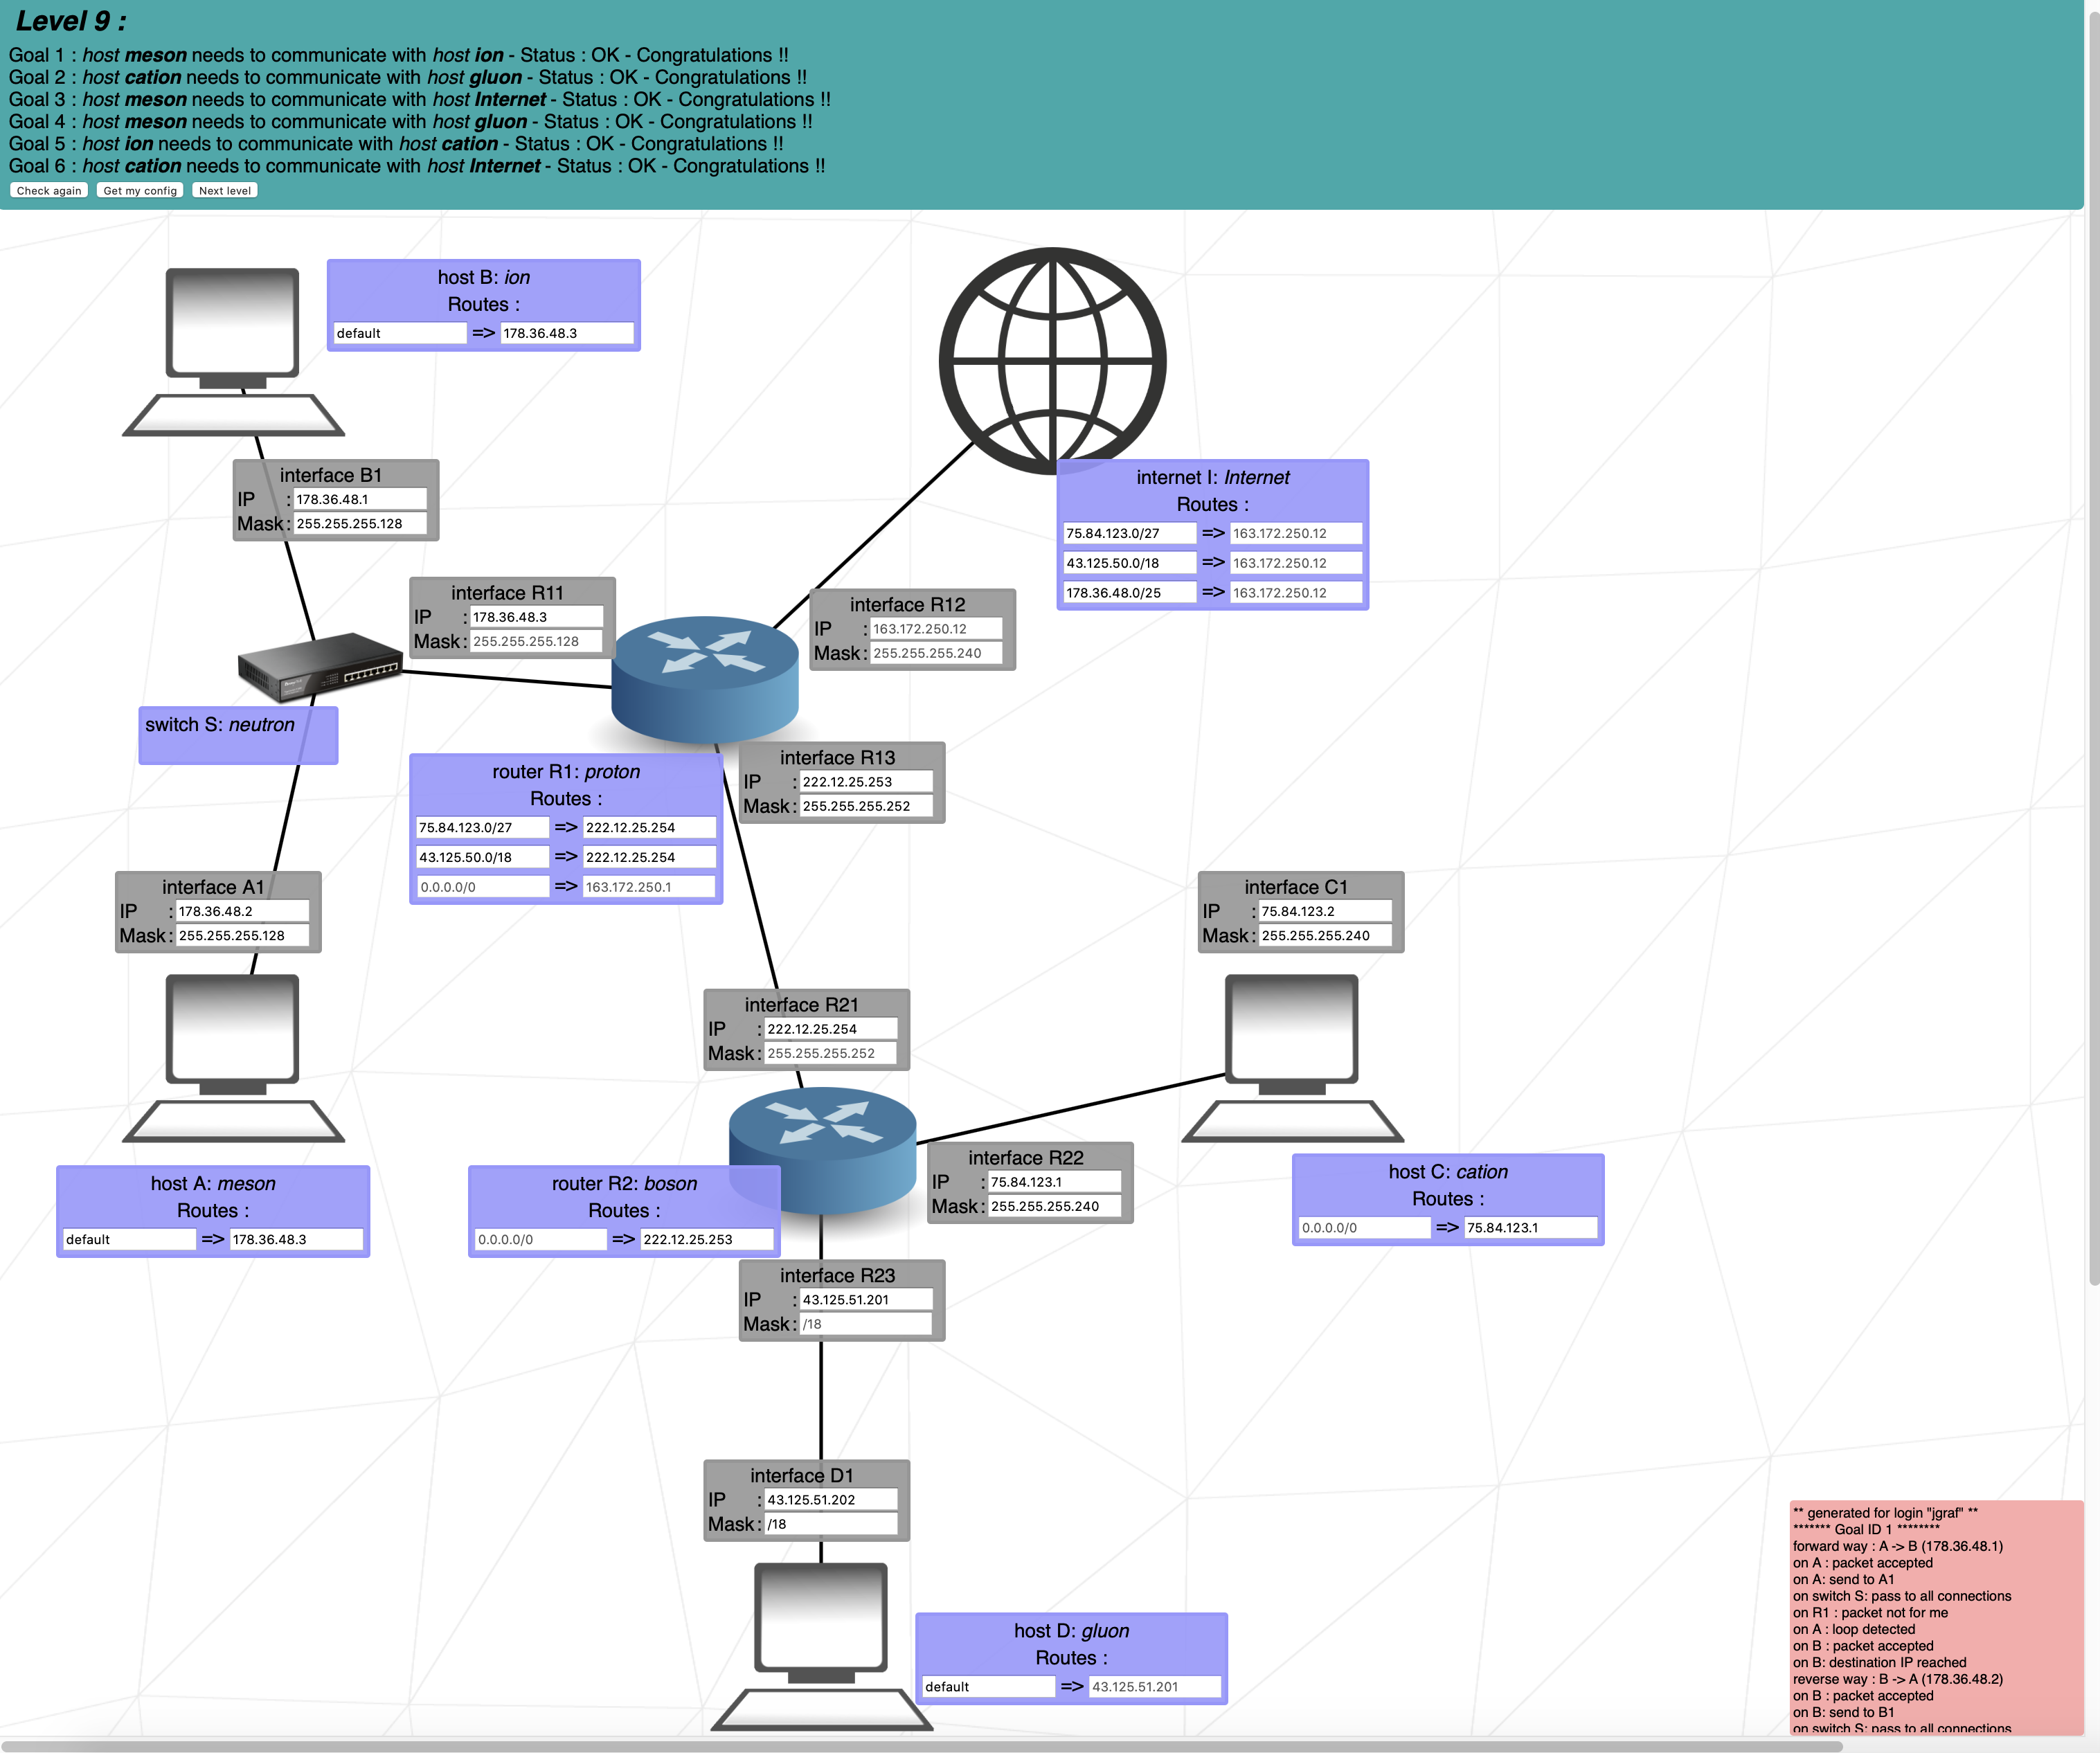 Level 9 :
Goal 1 : host meson needs to communicate with host ion - Status : OK - Congratulations !!
Goal 2 : host cation needs to communicate with host gluon - Status : OK - Congratulations !!
Goal 3 : host meson needs to communicate with host Internet - Status : OK - Congratulations !!
Goal 4 : host meson needs to communicate with host gluon - Status : OK - Congratulations !!
Goal 5 : host ion needs to communicate with host cation - Status : OK - Congratulations !!
Goal 6 : host cation needs to communicate with host Internet - Status : OK - Congratulations !!
Check again Get my config Next level
host B: ion
Routes :
default => 178.36.48.3
interface B1
IP : 178.36.48.1
Mask : 255.255.255.128
internet I: Internet
Routes :
75.84.123.0/27 => 163.172.250.12
43.125.50.0/18 => 163.172.250.12
178.36.48.0/25 => 163.172.250.12
interface R11
IP : 178.36.48.3
Mask : 255.255.255.128
interface R12
IP : 163.172.250.12
Mask : 255.255.255.240
switch S: neutron
interface R13
IP : 222.12.25.253
Mask : 255.255.255.252
router R1: proton
Routes :
75.84.123.0/27 => 222.12.25.254
43.125.50.0/18 => 222.12.25.254
0.0.0.0/0 => 163.172.250.1
interface A1
IP : 178.36.48.2
Mask : 255.255.255.128
interface C1
IP : 75.84.123.2
Mask : 255.255.255.240
interface R21
IP : 222.12.25.254
Mask : 255.255.255.252
interface R22
IP : 75.84.123.1
Mask : 255.255.255.240
host A: meson
Routes :
default => 178.36.48.3
router R2: boson
Routes :
0.0.0.0/0 => 222.12.25.253
host C: cation
Routes :
0.0.0.0/0 => 75.84.123.1
interface R23
IP : 43.125.51.201
Mask : /18
interface D1
IP : 43.125.51.202
Mask : /18
host D: gluon
Routes :
default => 43.125.51.201
** generated for login "jgraf" **
******* Goal ID 1 ********
forward way : A -> B (178.36.48.1)
on A : packet accepted
on A: send to A1
on switch S: pass to all connections
on R1 : packet not for me
on A : loop detected
on B : packet accepted
on B: destination IP reached
reverse way : B -> A (178.36.48.2)
on B : packet accepted
on B: send to B1
on switch S: pass to all connections